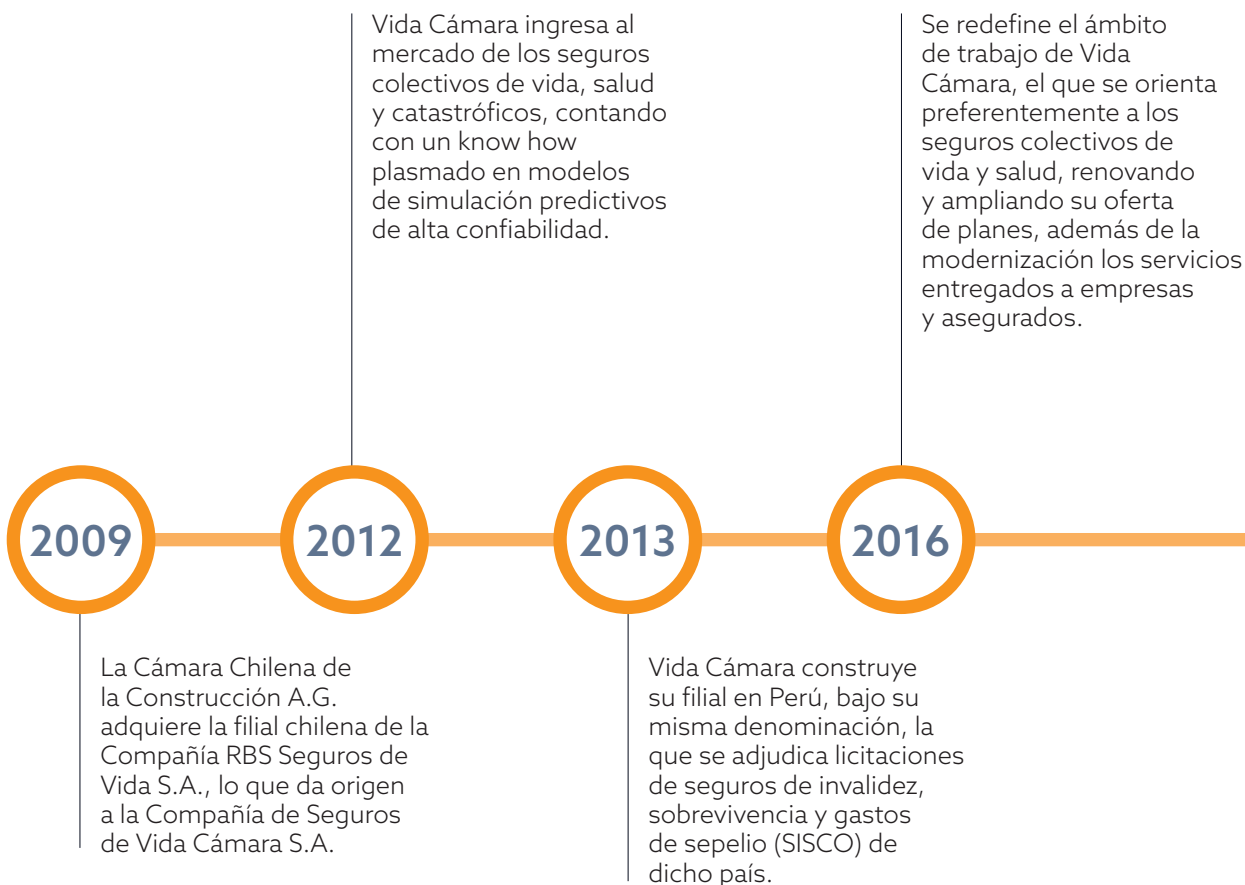 Vida Cámara ingresa al
mercado de los seguros
colectivos de vida, salud
y catastróficos, contando
con un know how
plasmado en modelos
de simulación predictivos
de alta confiabilidad.
Se redefine el ámbito
de trabajo de Vida
Cámara, el que se orienta
preferentemente a los
seguros colectivos de
vida y salud, renovando
y ampliando su oferta
de planes, además de la
modernización los servicios
entregados a empresas
y asegurados.
2009
2012
2013
2016
La Cámara Chilena de
la Construcción A.G.
adquiere la filial chilena de la
Compañía RBS Seguros de
Vida S.A., lo que da origen
a la Compañía de Seguros
de Vida Cámara S.A.
Vida Cámara construye
su filial en Perú, bajo su
misma denominación, la
que se adjudica licitaciones
de seguros de invalidez,
sobrevivencia y gastos
de sepelio (SISCO) de
dicho país.